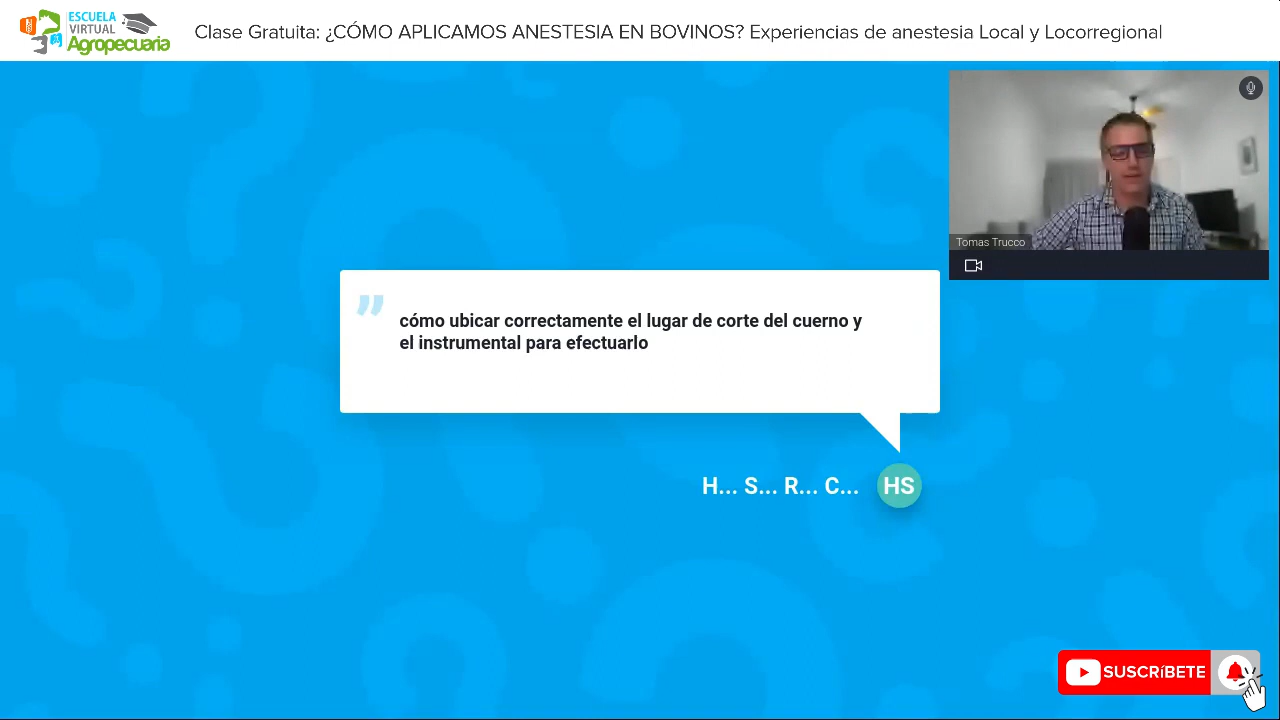 ESCUELA
VIRTUAL
Agropecuaria
Clase Gratuita: ¿CÓMO APLICAMOS ANESTESIA EN BOVINOS? Experiencias de anestesia Local y Locorregional
Tomas Trucco
cómo ubicar correctamente el lugar de corte del cuerno y
el instrumental para efectuarlo
H... S... R... C...
HS
SUSCRíBETE